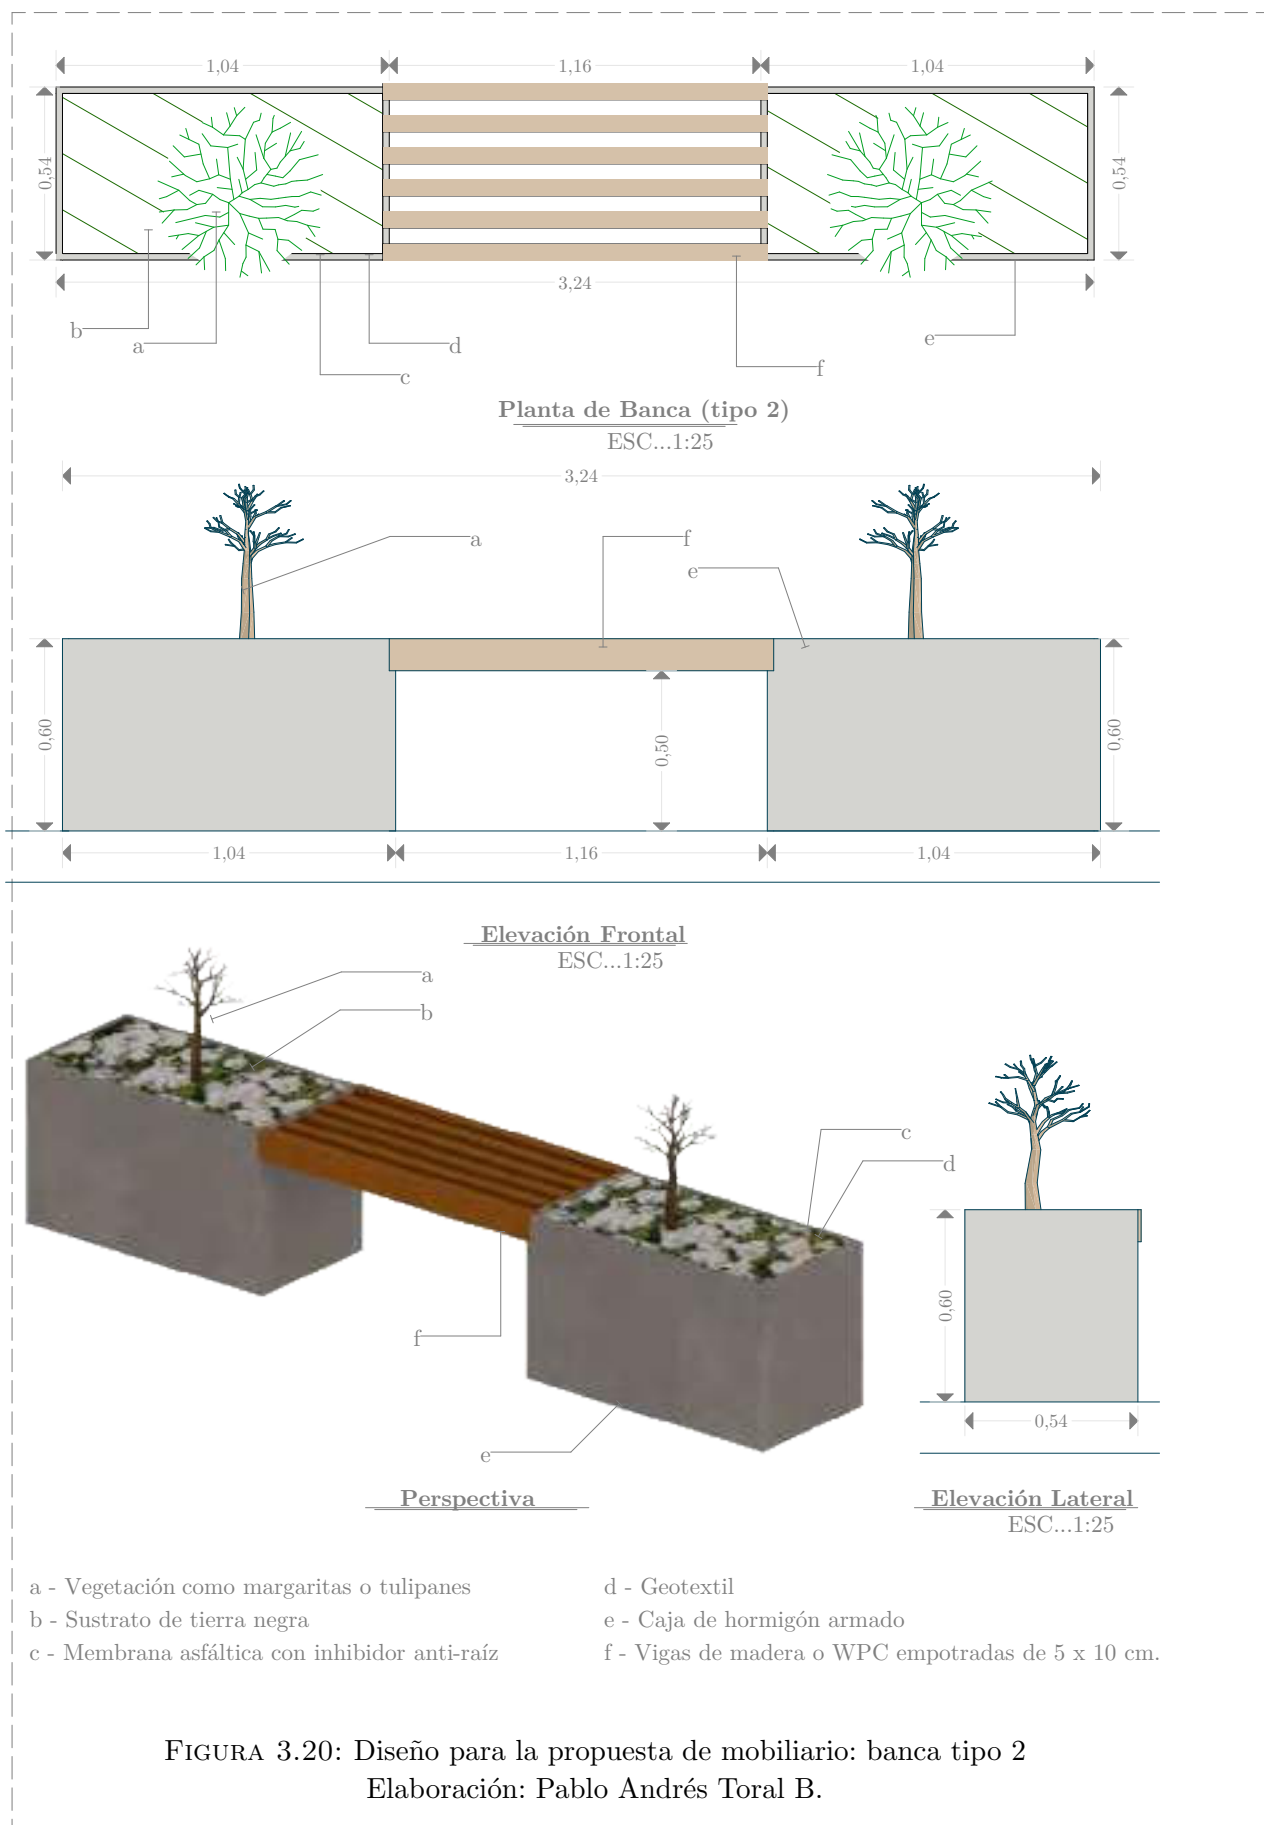 1,04 1,16 1,04
0,54 0,54
3,24
b
a d e
c f
Planta de Banca (tipo 2)
ESC...1:25
3,24
a f
e
0,60 0,50 0,60
1,04 1,16 1,04
Elevación Frontal
ESC...1:25
a
b
c
d
0,60
f
0,54
e
Perspectiva Elevación Lateral
ESC...1:25
a - Vegetación como margaritas o tulipanes d - Geotextil
b - Sustrato de tierra negra e - Caja de hormigón armado
c - Membrana asfáltica con inhibidor anti-raíz f - Vigas de madera o WPC empotradas de 5 x 10 cm.
FIGURA 3.20: Diseño para la propuesta de mobiliario: banca tipo 2
Elaboración: Pablo Andrés Toral B.